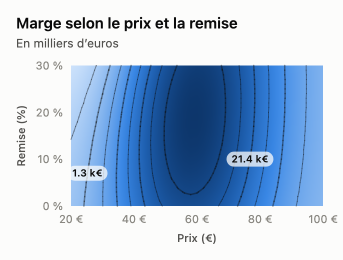 Marge selon le prix et la remise
En milliers d'euros
30 %
20 %
10 %
0 %
Remise (%)
1.3 k€
21.4 k€
20 €
40 €
60 €
80 €
100 €
Prix (€)